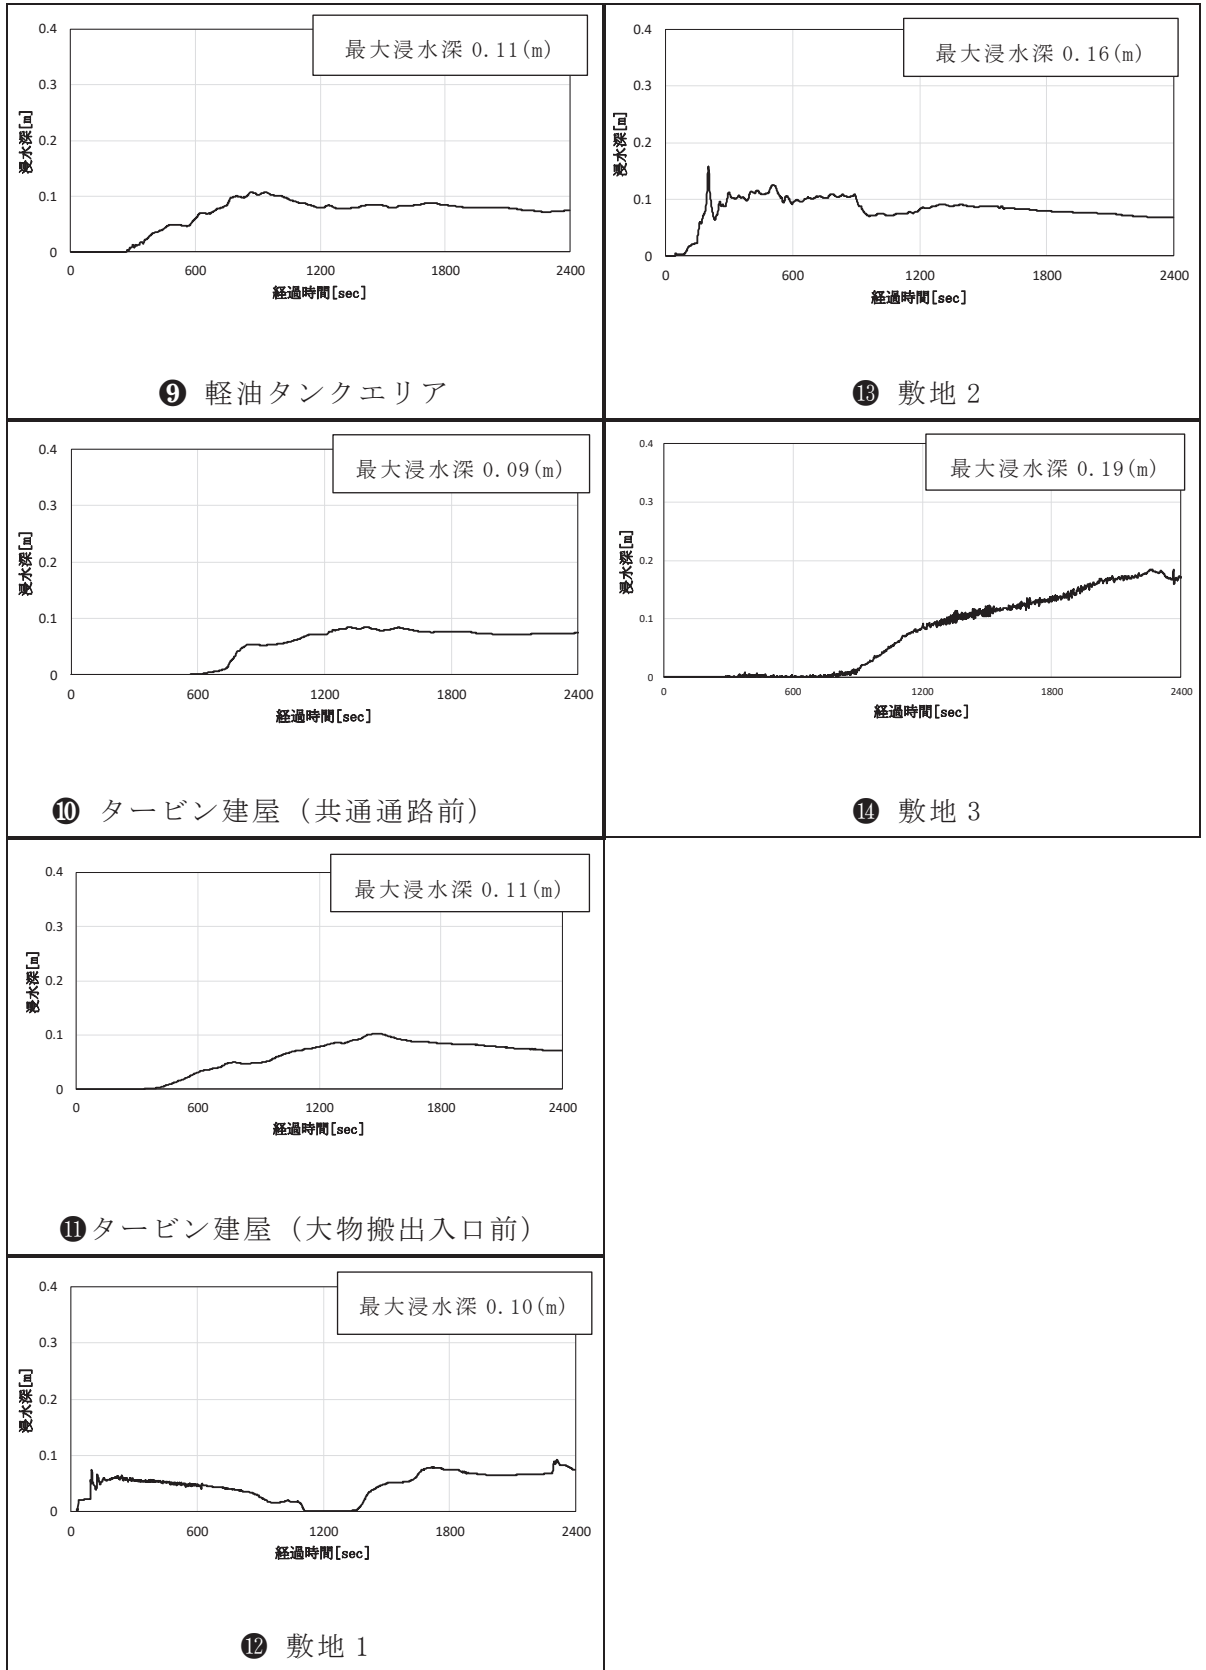 最大浸水深 0.11(m)
0.4
0.3
0.2
0.1
0
浸水深[m]
0 600 1200 1800 2400
経過時間[sec]
❾ 軽油タンクエリア
最大浸水深 0.16(m)
0.4
0.3
0.2
0.1
0
浸水深[m]
0 600 1200 1800 2400
経過時間[sec]
⓭ 敷地 2
最大浸水深 0.09(m)
0.4
0.3
0.2
0.1
0
浸水深[m]
0 600 1200 1800 2400
経過時間[sec]
❿ タービン建屋（共通通路前）
最大浸水深 0.19(m)
0.4
0.3
0.2
0.1
0
浸水深[m]
0 600 1200 1800 2400
経過時間[sec]
⓮ 敷地 3
最大浸水深 0.11(m)
0.4
0.3
0.2
0.1
0
浸水深[m]
0 600 1200 1800 2400
経過時間[sec]
⓫タービン建屋（大物搬出入口前）
最大浸水深 0.10(m)
0.4
0.3
0.2
0.1
0
浸水深[m]
0 600 1200 1800 2400
経過時間[sec]
⓬ 敷地 1